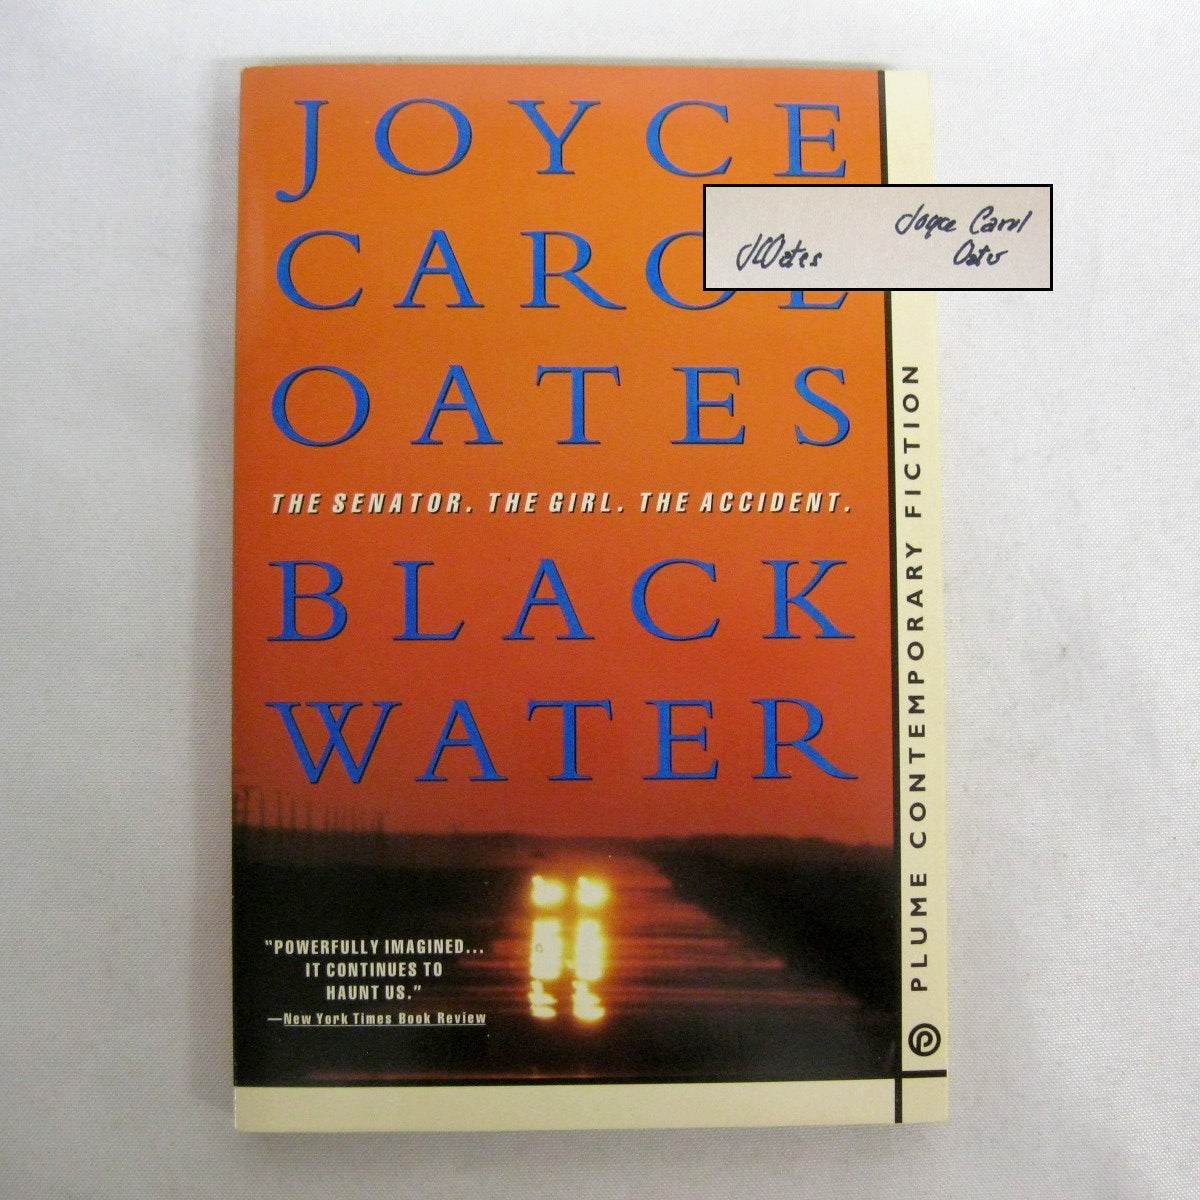 JOYCE
CAROL
OATES
JCOates
Joyce Carol
Oates
THE SENATOR. THE GIRL. THE ACCIDENT.
BLACK
WATER
"POWERFULLY IMAGINED...
IT CONTINUES TO
HAUNT US."
—New York Times Book Review
PLUME CONTEMPORARY FICTION